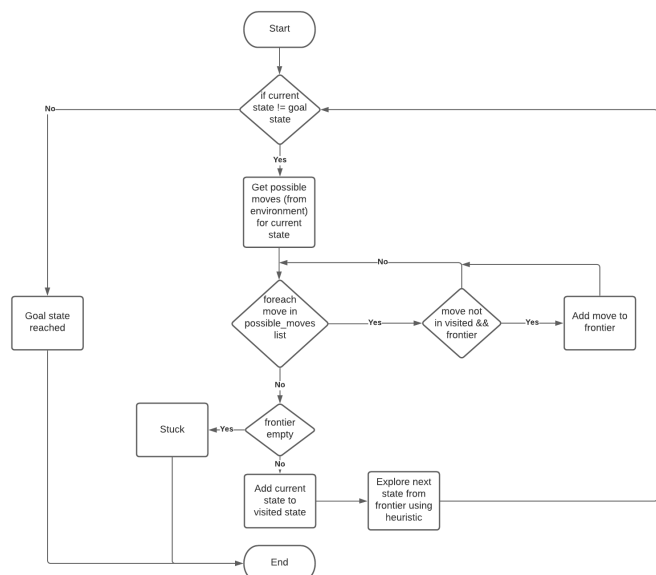 Start
if current
state != goal
state
No
Yes
Get possible
moves (from
environment)
for current
state
No
foreach
move in
possible_moves
list
Yes
move not
in visited &&
frontier
Yes
Add move to
frontier
Goal state
reached
No
frontier
empty
Yes
Stuck
No
Add current
state to
visited state
Explore next
state from
frontier using
heuristic
End